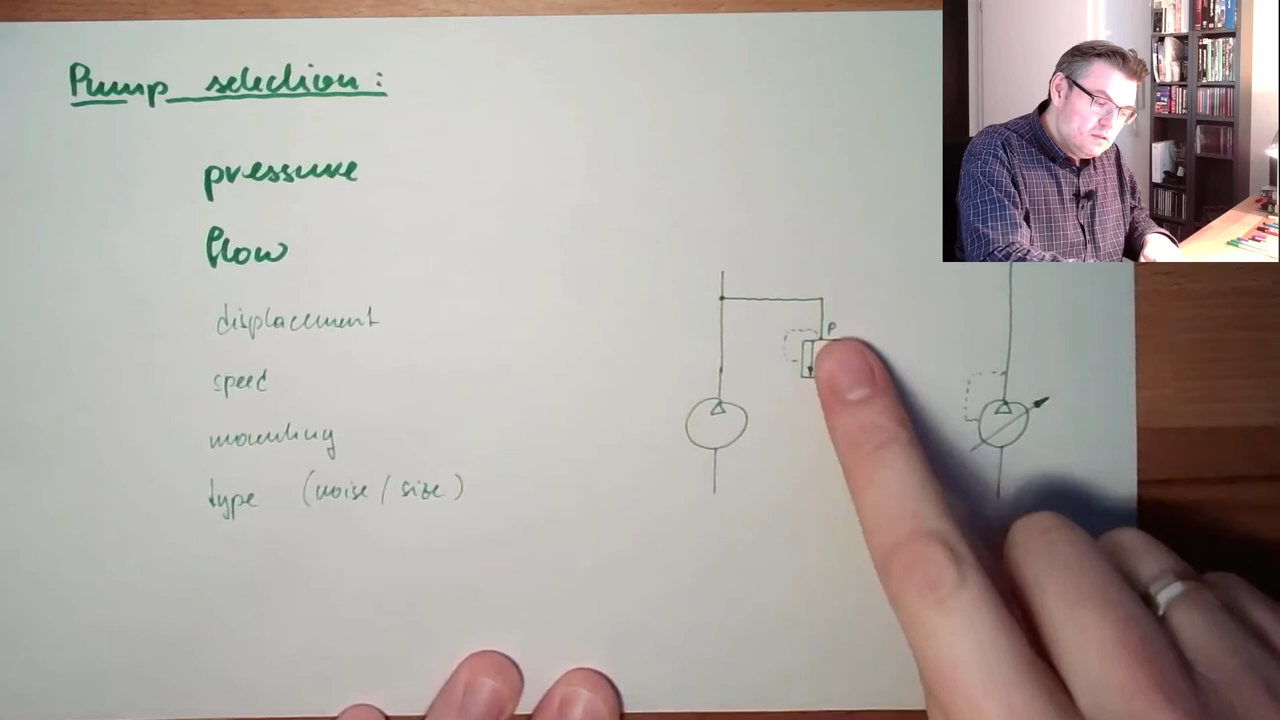 Pump selection:
pressure
flow
displacement
speed
mounting
type (noise / size)
P